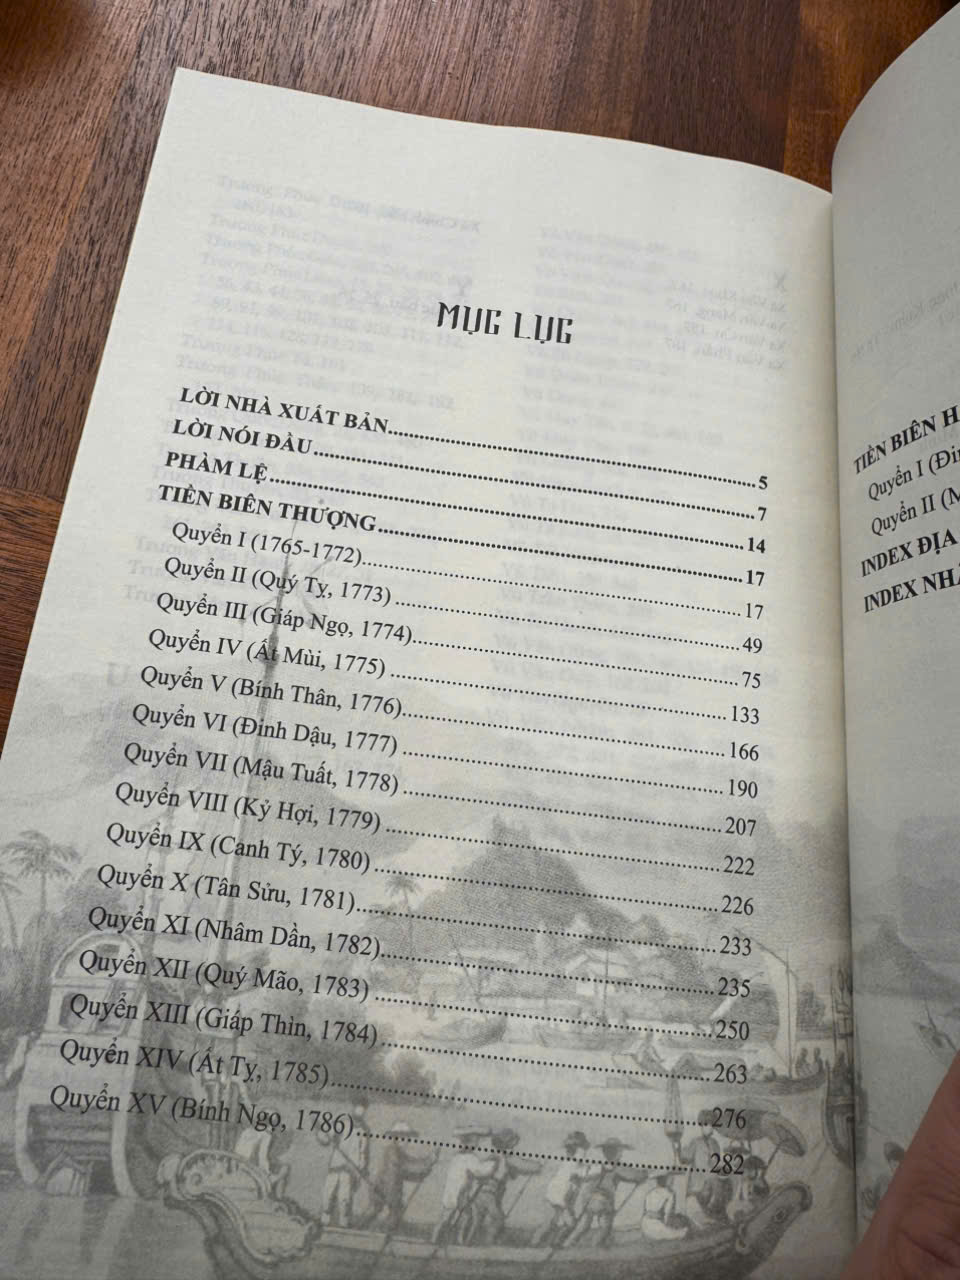 MỤC LỤC
LỜI NHÀ XUẤT BẢN........5
LỜI NÓI ĐẦU........7
PHÀM LỆ........14
TIỀN BIÊN THƯỢNG........17
Quyển I (1765-1772)........17
Quyển II (Quý Tỵ, 1773)........49
Quyển III (Giáp Ngọ, 1774)........75
Quyển IV (Ất Mùi, 1775)........133
Quyển V (Bính Thân, 1776)........166
Quyển VI (Đinh Dậu, 1777)........190
Quyển VII (Mậu Tuất, 1778)........207
Quyển VIII (Kỷ Hợi, 1779)........222
Quyển IX (Canh Tý, 1780)........226
Quyển X (Tân Sửu, 1781)........233
Quyển XI (Nhâm Dần, 1782)........235
Quyển XII (Quý Mão, 1783)........250
Quyển XIII (Giáp Thìn, 1784)........263
Quyển XIV (Ất Tỵ, 1785)........276
Quyển XV (Bính Ngọ, 1786)........282
TIỀN BIÊN
Quyển I
Quyển II
INDEX ĐỊA
INDEX